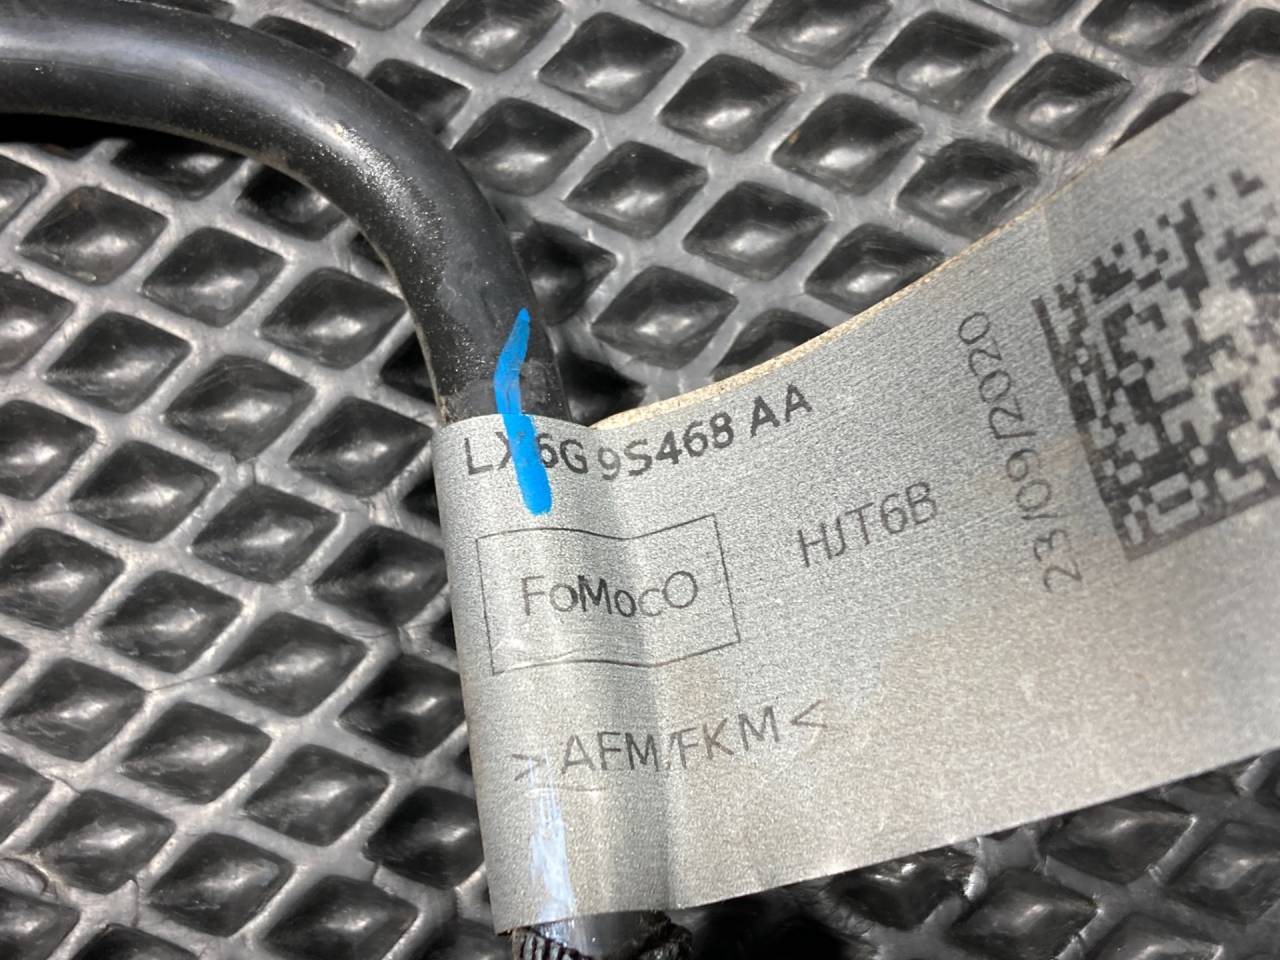 LX6G 9S468 AA
FoMoCo
HJT6B
23/09/2020
>AFM/FKM<